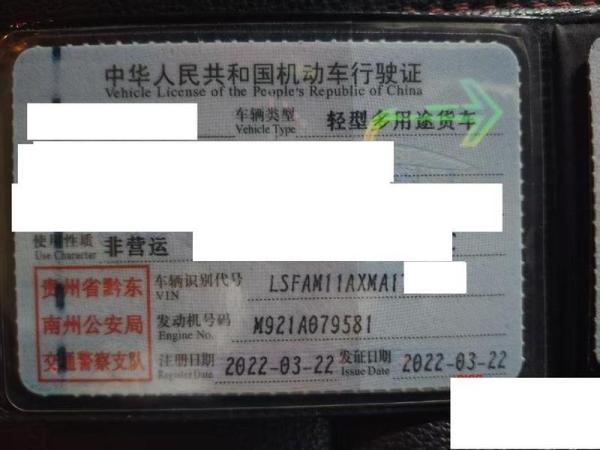 中华人民共和国机动车行驶证
Vehicle License of the People's Republic of China
车辆类型 轻型多用途货车
Vehicle Type
使用性质 非营运
Use Character
贵州省黔东
南州公安局
交通警察支队
车辆识别代号 LSFAM11AXMA1
VIN
发动机号码 M921A079581
Engine No.
注册日期 2022-03-22 发证日期 2022-03-22
Register Date Issue Date